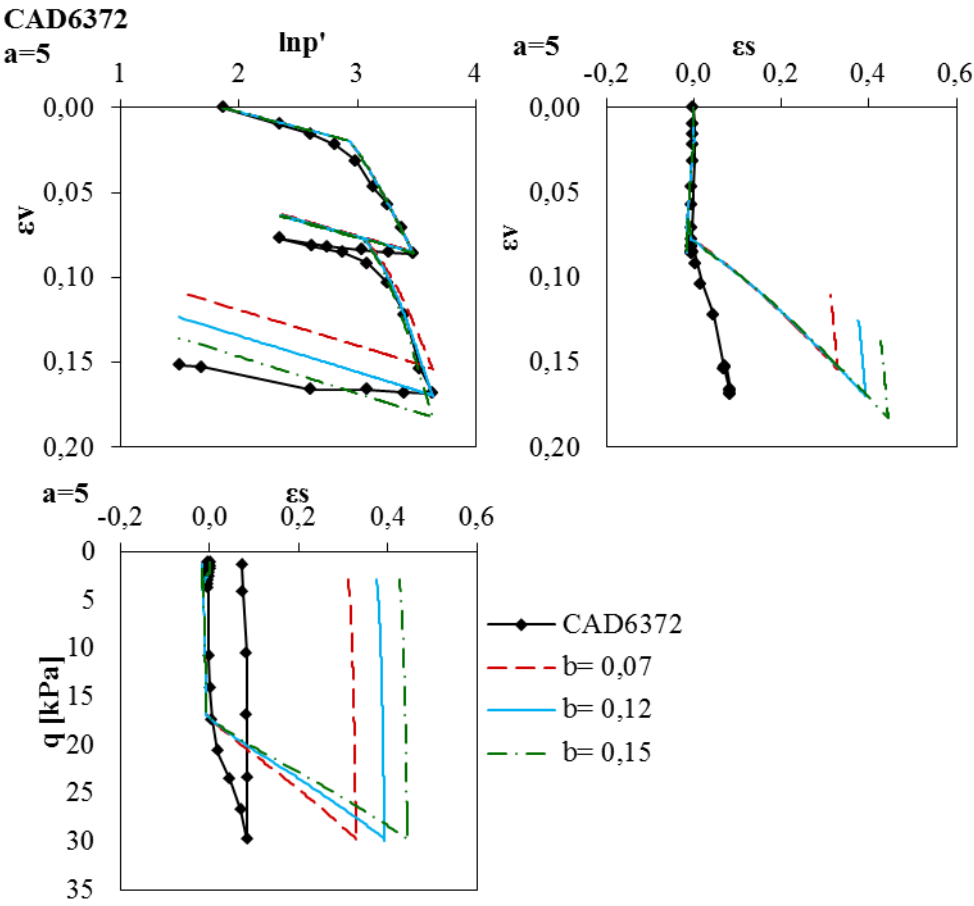 CAD6372
a=5
lnp'
1 2 3 4
0,00
0,05
0,10
0,15
0,20
εv
a=5
εs
-0,2 0,0 0,2 0,4 0,6
0,00
0,05
0,10
0,15
0,20
εv
a=5
εs
-0,2 0,0 0,2 0,4 0,6
0
5
10
15
20
25
30
35
q [kPa]
CAD6372
b= 0,07
b= 0,12
b= 0,15